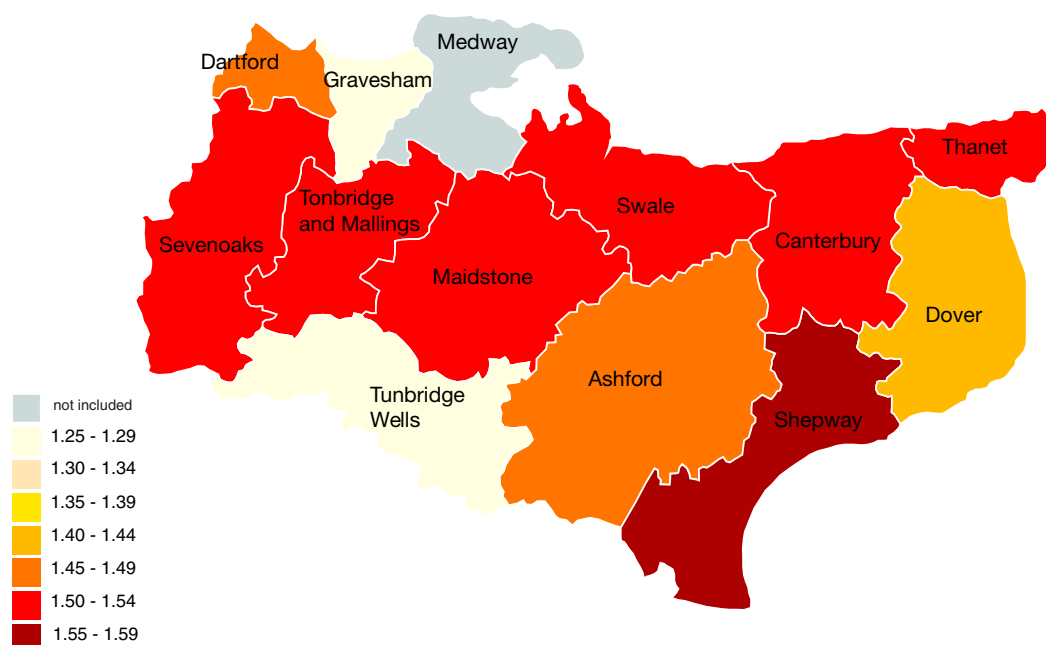 Medway
Dartford
Gravesham
Thanet
Tonbridge
and Mallings
Swale
Sevenoaks
Canterbury
Maidstone
Dover
Ashford
Tunbridge
Wells
Shepway
not included
1.25 - 1.29
1.30 - 1.34
1.35 - 1.39
1.40 - 1.44
1.45 - 1.49
1.50 - 1.54
1.55 - 1.59